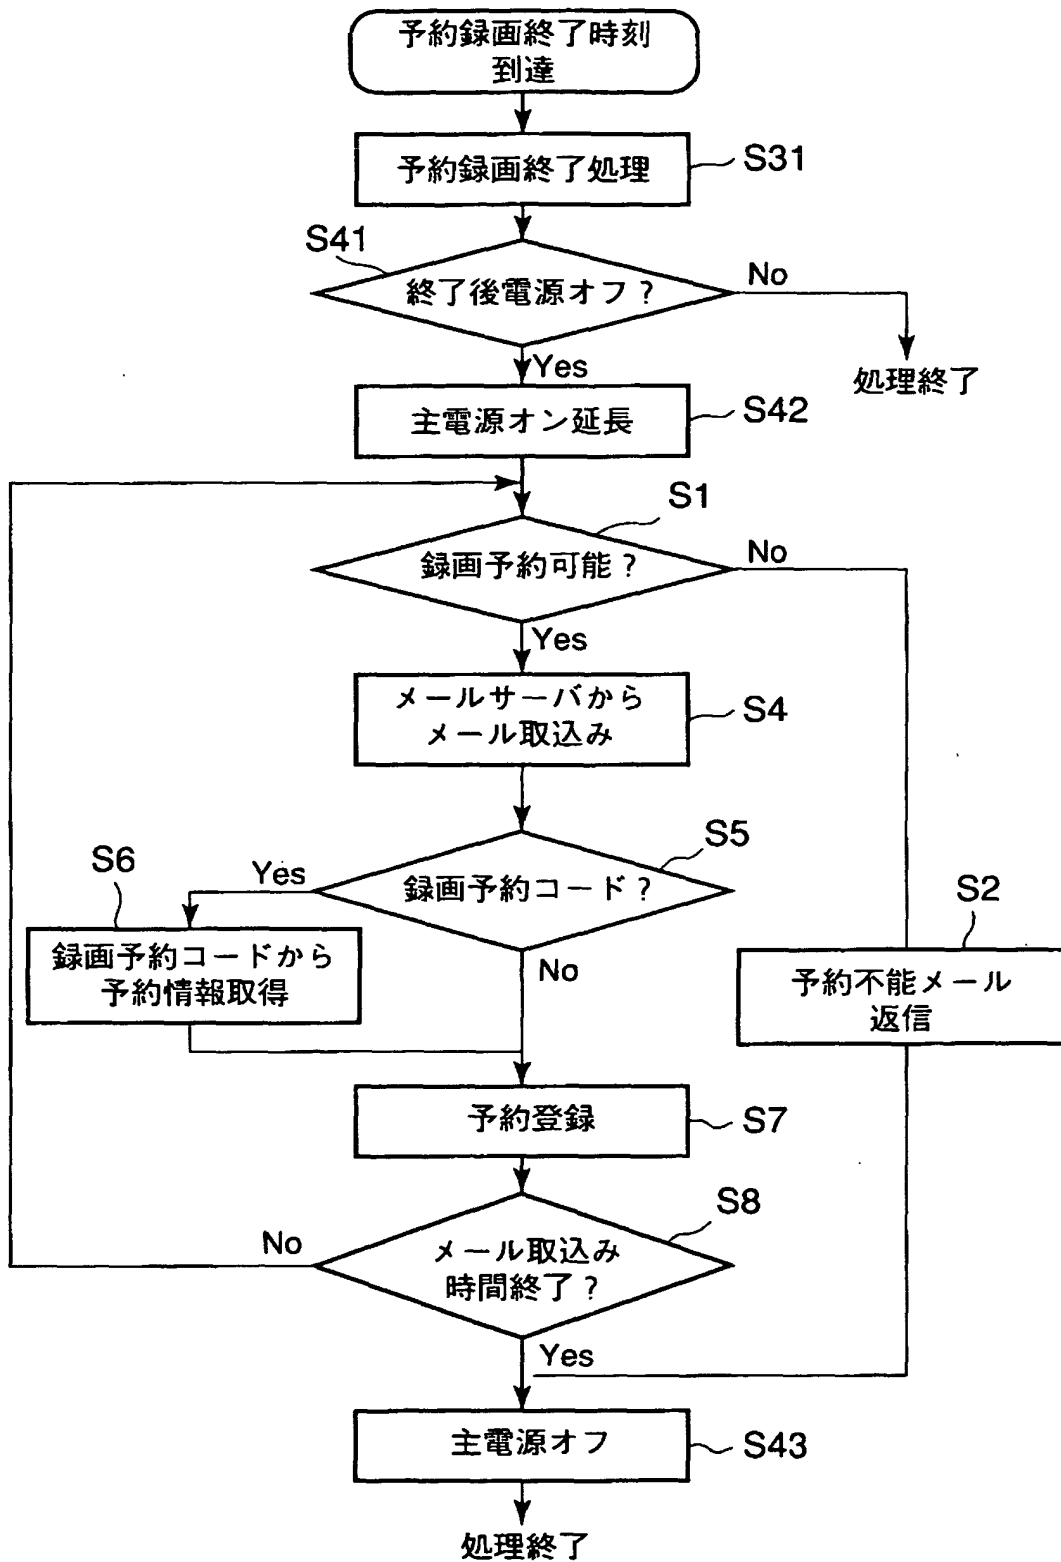 予約録画終了時刻
到達
予約録画終了処理
S31
S41
終了後電源オフ？
No
Yes
処理終了
主電源オン延長
S42
S1
録画予約可能？
No
Yes
メールサーバから
メール取込み
S4
S5
録画予約コード？
Yes
No
S6
録画予約コードから
予約情報取得
S2
予約不能メール
返信
予約登録
S7
S8
メール取込み
時間終了？
No
Yes
主電源オフ
S43
処理終了